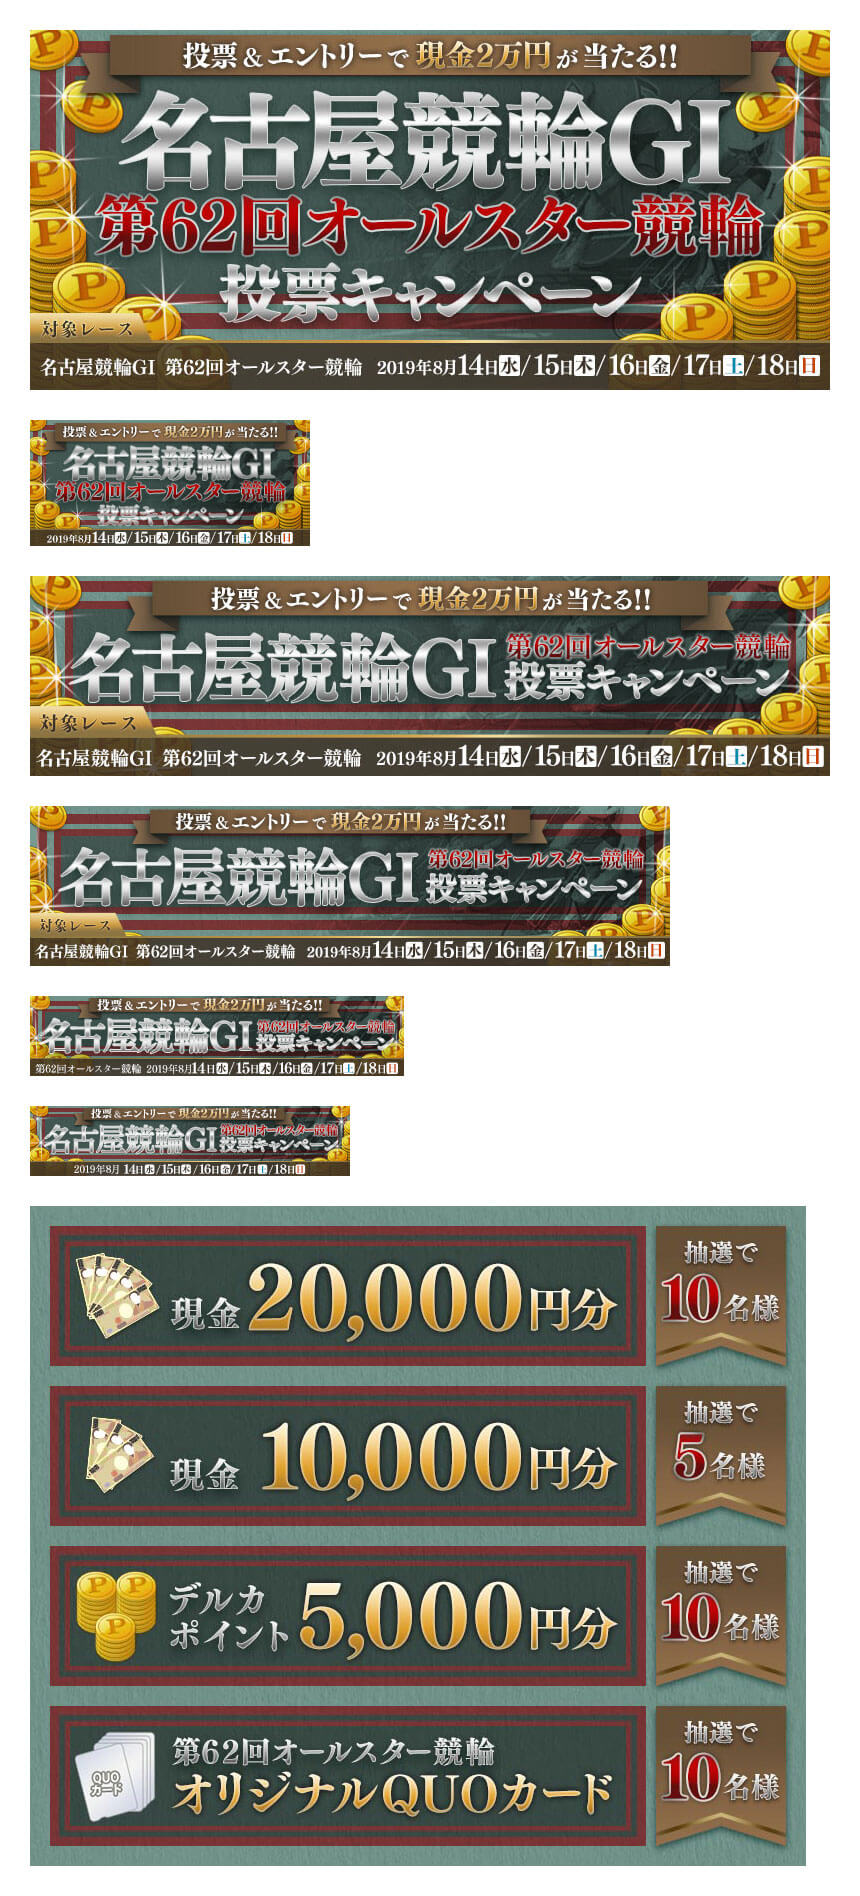 投票&エントリーで現金2万円が当たる!!
名古屋競輪GI
第62回オールスター競輪
投票キャンペーン
対象レース
名古屋競輪GI 第62回オールスター競輪 2019年8月14日水/15日木/16日金/17日土/18日日
投票&エントリーで現金2万円が当たる!!
名古屋競輪GI
第62回オールスター競輪
投票キャンペーン
2019年8月14日水/15日木/16日金/17日土/18日日
投票&エントリーで現金2万円が当たる!!
名古屋競輪GI
第62回オールスター競輪
投票キャンペーン
対象レース
名古屋競輪GI 第62回オールスター競輪 2019年8月14日水/15日木/16日金/17日土/18日日
投票&エントリーで現金2万円が当たる!!
名古屋競輪GI
第62回オールスター競輪
投票キャンペーン
対象レース
名古屋競輪GI 第62回オールスター競輪 2019年8月14日水/15日木/16日金/17日土/18日日
投票&エントリーで現金2万円が当たる!!
名古屋競輪GI
第62回オールスター競輪
投票キャンペーン
第62回オールスター競輪 2019年8月14日水/15日木/16日金/17日土/18日日
投票&エントリーで現金2万円が当たる!!
名古屋競輪GI
第62回オールスター競輪
投票キャンペーン
2019年8月 14日水/15日木/16日金/17日土/18日日
現金 20,000円分
抽選で
10名様
現金 10,000円分
抽選で
5名様
デルカ
ポイント
5,000円分
抽選で
10名様
QUO
カード
第62回オールスター競輪
オリジナルQUOカード
抽選で
10名様